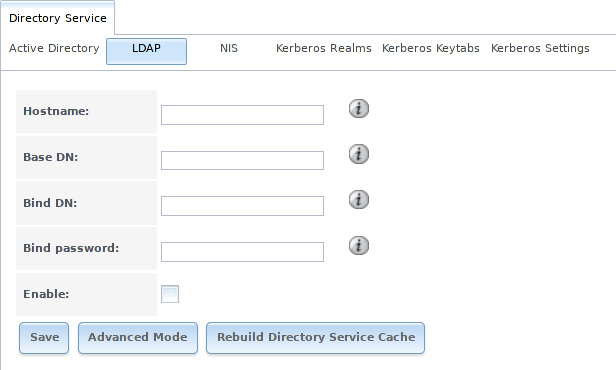 Directory Service
Active Directory LDAP NIS Kerberos Realms Kerberos Keytabs Kerberos Settings
Hostname: i
Base DN: i
Bind DN: i
Bind password: i
Enable:
Save Advanced Mode Rebuild Directory Service Cache